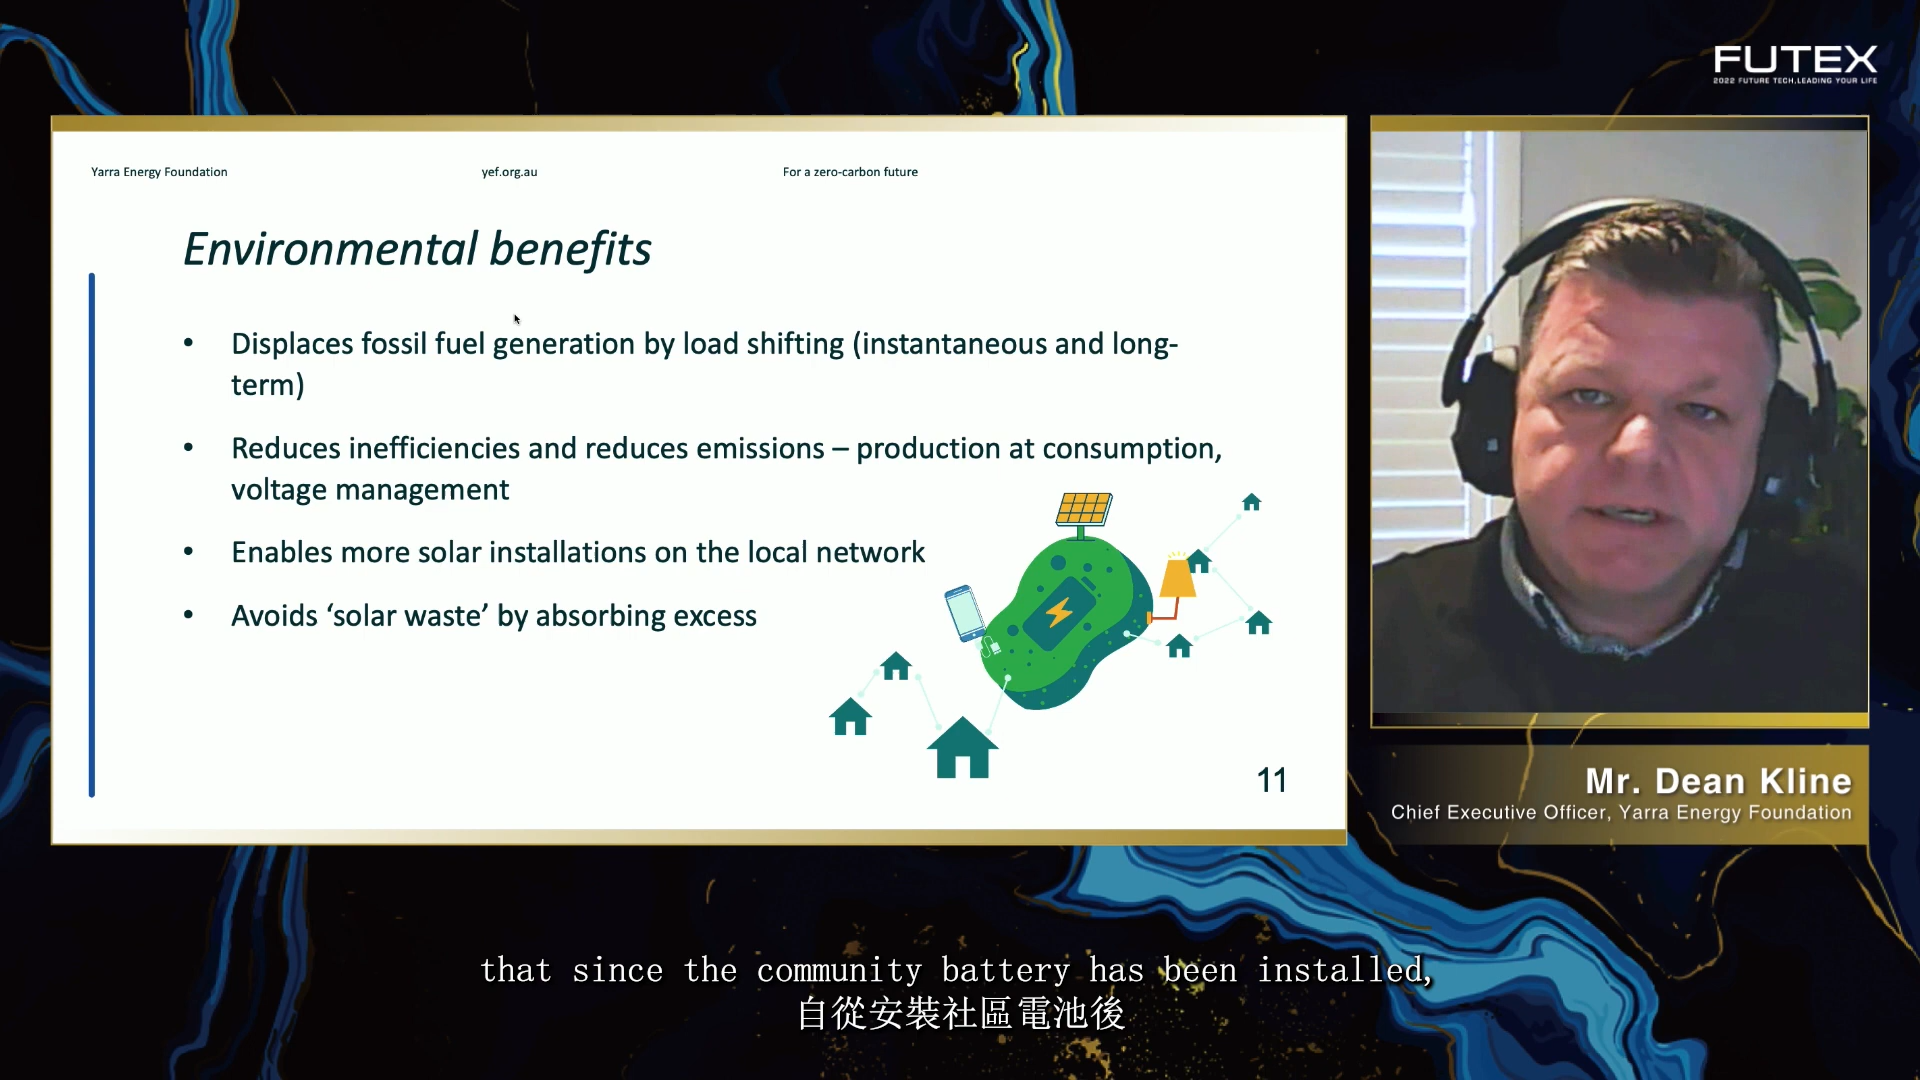 FUTEX
2022 FUTURE TECH,LEADING YOUR LIFE
Yarra Energy Foundation
yef.org.au
For a zero-carbon future
Environmental benefits
• Displaces fossil fuel generation by load shifting (instantaneous and long-
term)
• Reduces inefficiencies and reduces emissions – production at consumption,
voltage management
• Enables more solar installations on the local network
• Avoids ‘solar waste’ by absorbing excess
11
Mr. Dean Kline
Chief Executive Officer, Yarra Energy Foundation
that since the community battery has been installed,
自從安裝社區電池後